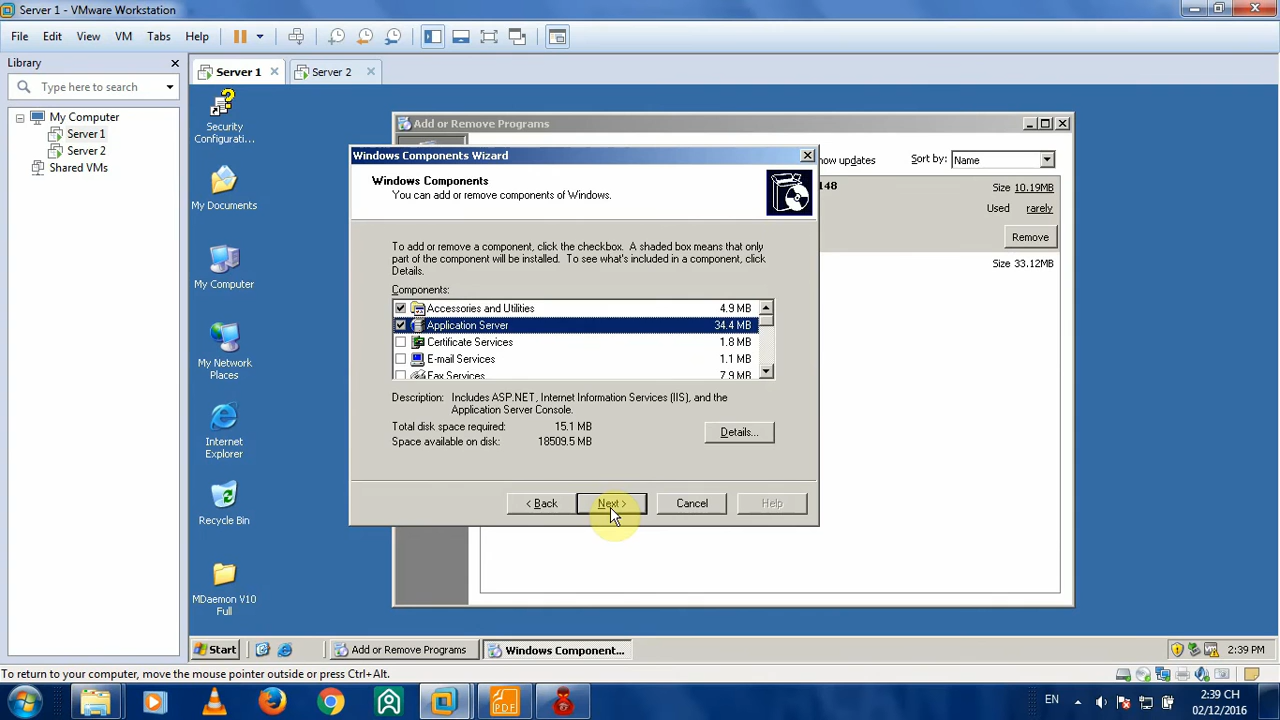 Server 1 - VMware Workstation
File Edit View VM Tabs Help
Library
Type here to search
My Computer
Server 1
Server 2
Shared VMs
Server 1
Server 2
Security
Configurati...
My Documents
My Computer
My Network
Places
Internet
Explorer
Recycle Bin
MDaemon V10
Full
Add or Remove Programs
Sort by: Name
148
Size 10.19MB
Used rarely
Remove
Size 33.12MB
Windows Components Wizard
Windows Components
You can add or remove components of Windows.
To add or remove a component, click the checkbox. A shaded box means that only
part of the component will be installed. To see what's included in a component, click
Details.
Components:
Accessories and Utilities 4.9 MB
Application Server 34.4 MB
Certificate Services 1.8 MB
E-mail Services 1.1 MB
Fax Services 7.9 MB
Description: Includes ASP.NET, Internet Information Services (IIS), and the
Application Server Console.
Total disk space required: 15.1 MB
Space available on disk: 18509.5 MB
Details...
< Back Next > Cancel Help
Start
Add or Remove Programs
Windows Component...
2:39 PM
To return to your computer, move the mouse pointer outside or press Ctrl+Alt.
PDF
EN
2:39 CH
02/12/2016